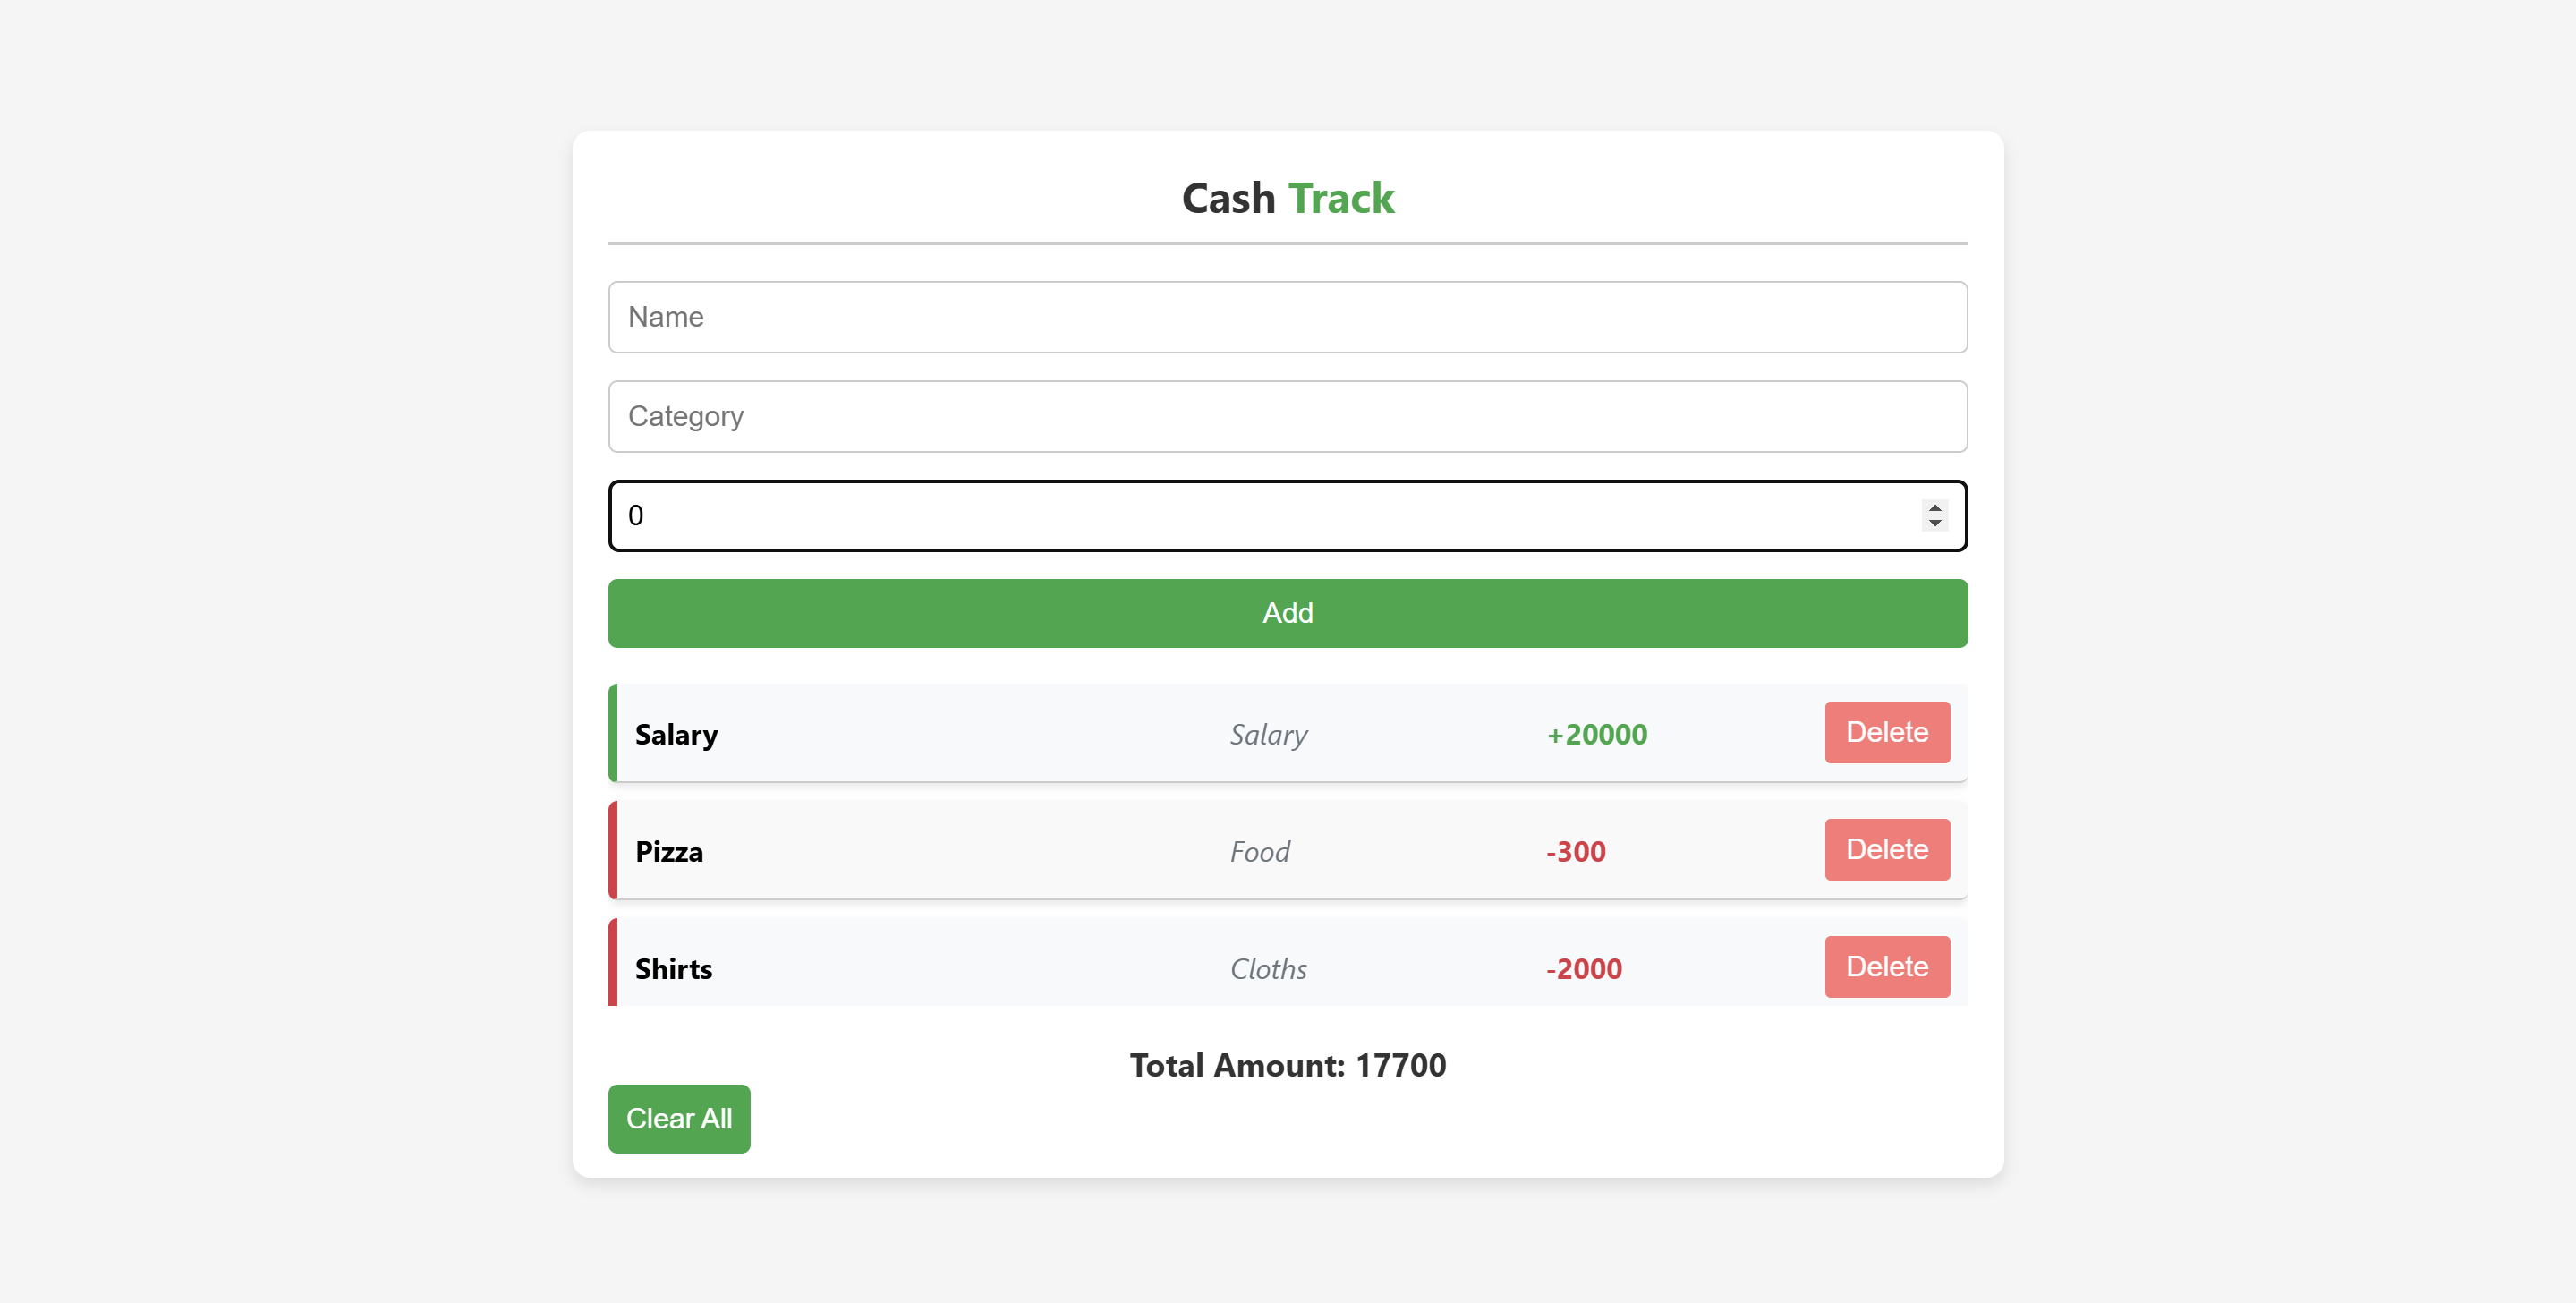 Cash Track
Name
Category
0
Add
Salary Salary +20000 Delete
Pizza Food -300 Delete
Shirts Cloths -2000 Delete
Total Amount: 17700
Clear All